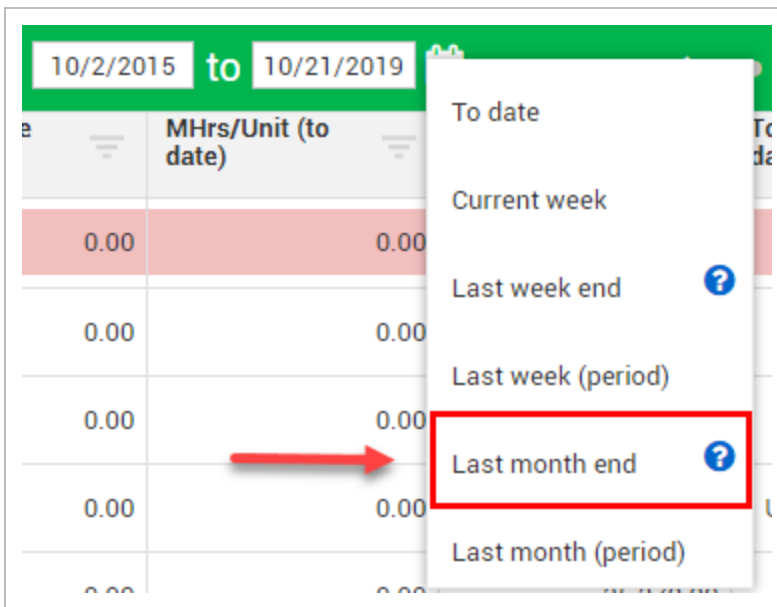 10/2/2015 to 10/21/2019
MHrs/Unit (to
date)
To date
Current week
0.00 0.00
Last week end ?
0.00 0.00
Last week (period)
0.00 0.00
Last month end ?
0.00 0.00
Last month (period)